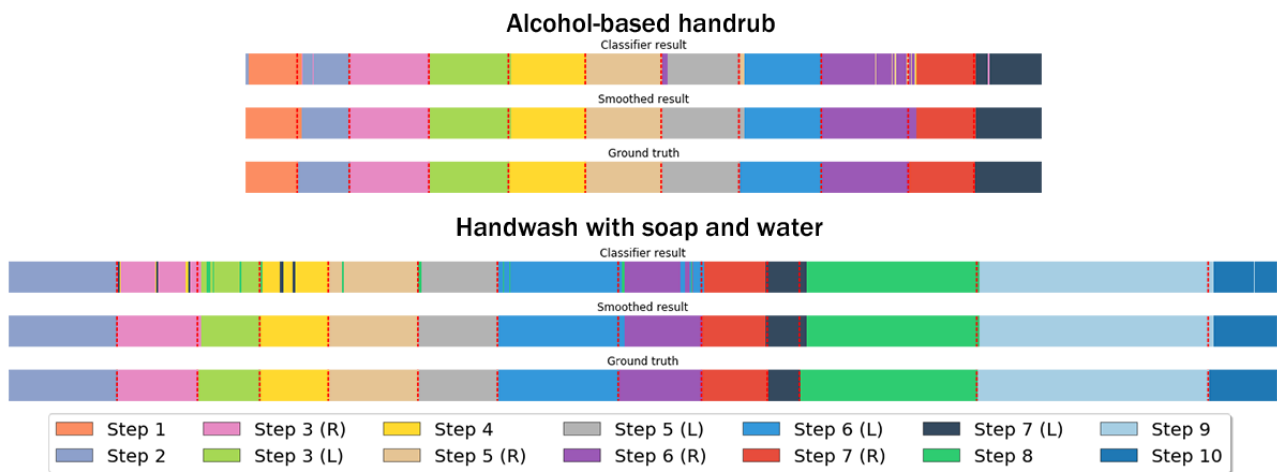 Alcohol-based handrub
Classifier result
Smoothed result
Ground truth
Handwash with soap and water
Classifier result
Smoothed result
Ground truth
Step 1 Step 3 (R) Step 4 Step 5 (L) Step 6 (L) Step 7 (L) Step 9
Step 2 Step 3 (L) Step 5 (R) Step 6 (R) Step 7 (R) Step 8 Step 10